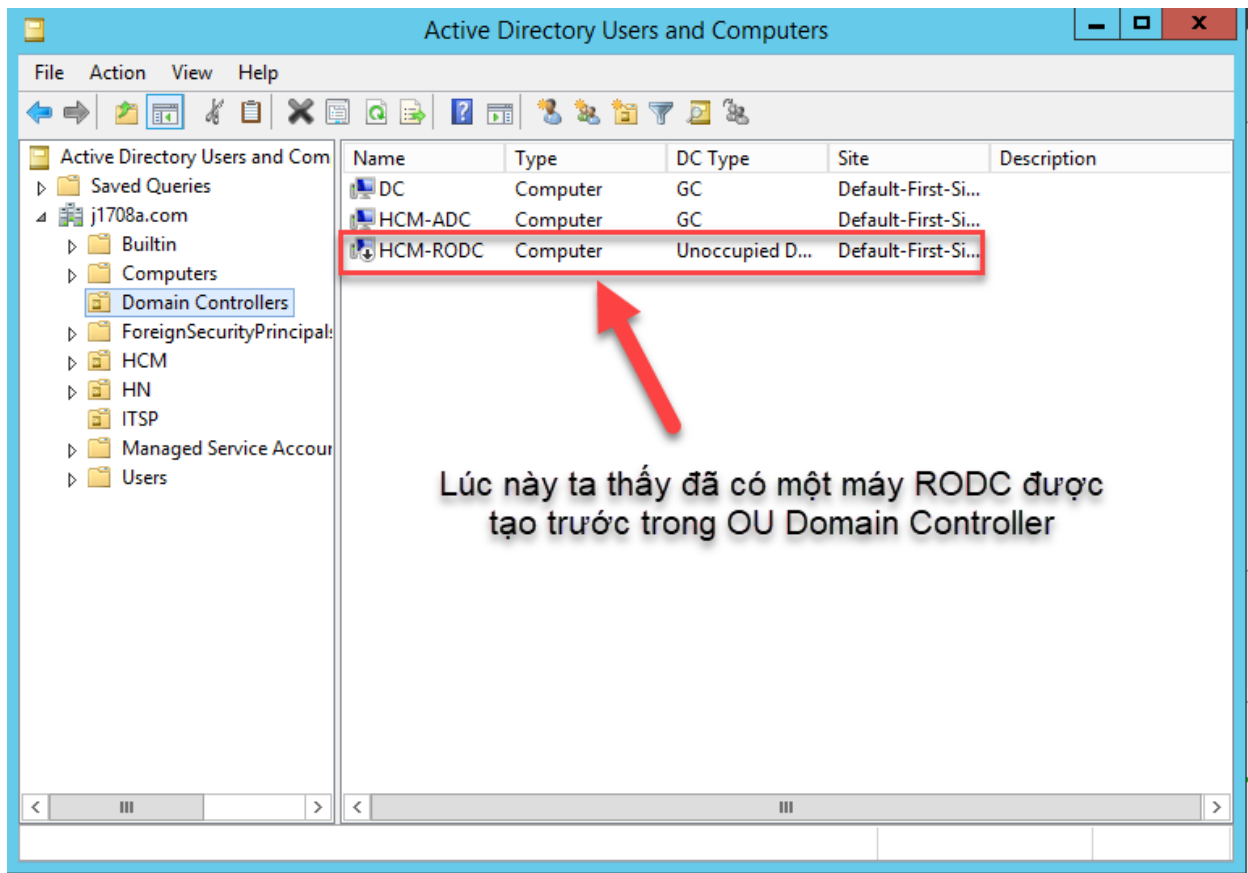 Active Directory Users and Computers
File Action View Help
Active Directory Users and Com
Saved Queries
j1708a.com
Builtin
Computers
Domain Controllers
ForeignSecurityPrincipals
HCM
HN
ITSP
Managed Service Accour
Users
Name Type DC Type Site Description
DC Computer GC Default-First-Si...
HCM-ADC Computer GC Default-First-Si...
HCM-RODC Computer Unoccupied D... Default-First-Si...
Lúc này ta thấy đã có một máy RODC được
tạo trước trong OU Domain Controller